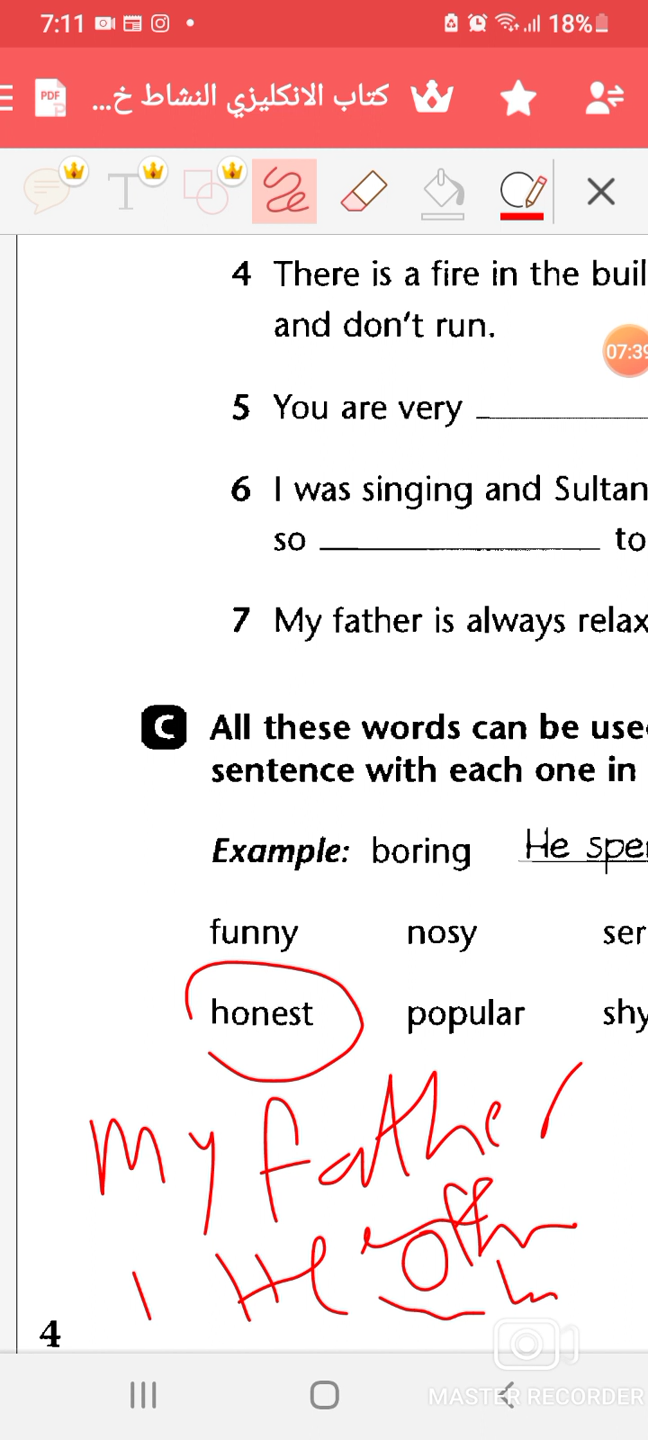 7:11 18%
كتاب الانكليزي النشاط خ...
PDF
T
4 There is a fire in the buil
and don't run.
07:39
5 You are very
6 I was singing and Sultan
so to
7 My father is always relax
C All these words can be use
sentence with each one in
Example: boring He spe
funny nosy ser
honest popular shy
My father
He
4
MASTER RECORDER